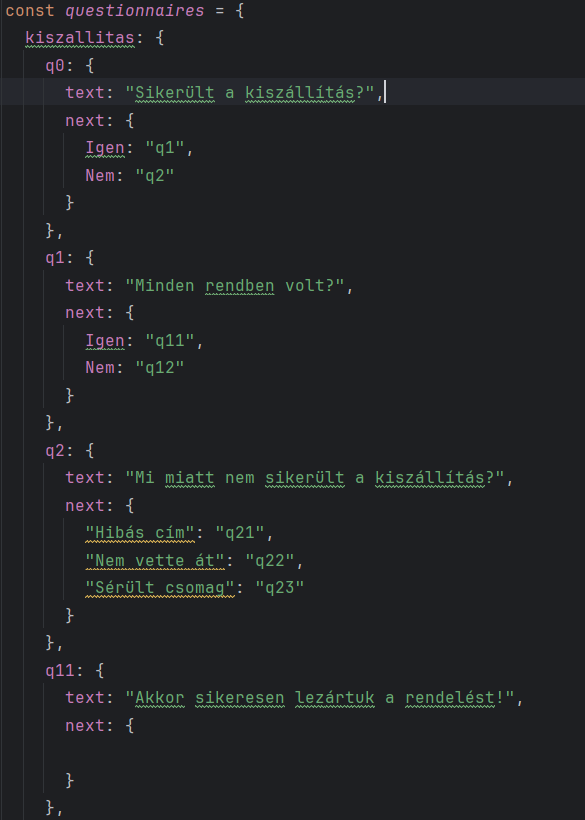 const questionnaires = {
  kiszallitas: {
    q0: {
      text: "Sikerült a kiszállítás?",
      next: {
        Igen: "q1",
        Nem: "q2"
      }
    },
    q1: {
      text: "Minden rendben volt?",
      next: {
        Igen: "q11",
        Nem: "q12"
      }
    },
    q2: {
      text: "Mi miatt nem sikerült a kiszállítás?",
      next: {
        "Hibás cím": "q21",
        "Nem vette át": "q22",
        "Sérült csomag": "q23"
      }
    },
    q11: {
      text: "Akkor sikeresen lezártuk a rendelést!",
      next: {

      }
    },